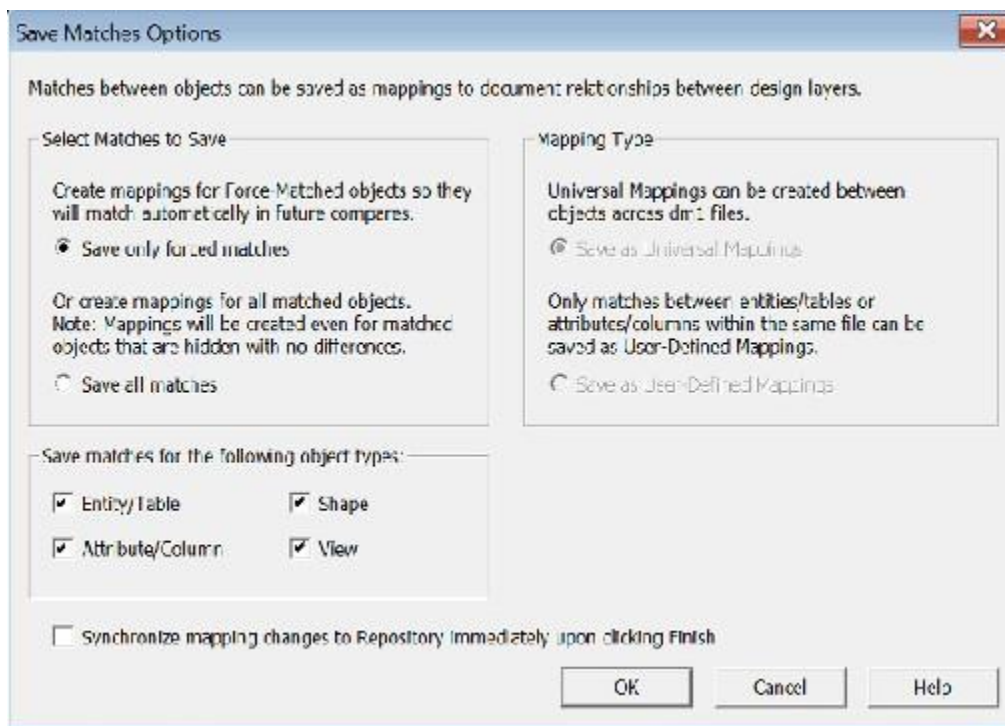 Save Matches Options
Matches between objects can be saved as mappings to document relationships between design layers.
Select Matches to Save
Create mappings for Force-Matched objects so they
will match automatically in future compares.
Save only forced matches
Or create mappings for all matched objects.
Note: Mappings will be created even for matched
objects that are hidden with no differences.
Save all matches
Mapping Type
Universal Mappings can be created between
objects across dm1 files.
Save as Universal Mappings
Only matches between entities/tables or
attributes/columns within the same file can be
saved as User-Defined Mappings.
Save as User-Defined Mappings
Save matches for the following object types:
Entity/Table
Shape
Attribute/Column
View
Synchronize mapping changes to Repository immediately upon clicking Finish
OK
Cancel
Help